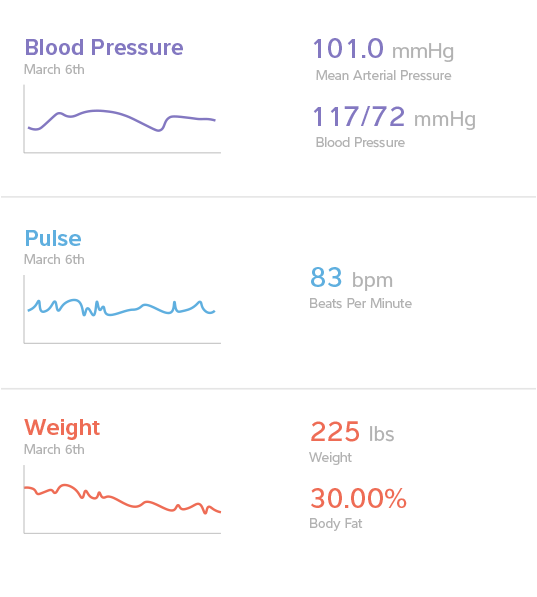 Blood Pressure
March 6th
101.0 mmHg
Mean Arterial Pressure
117/72 mmHg
Blood Pressure
Pulse
March 6th
83 bpm
Beats Per Minute
Weight
March 6th
225 lbs
Weight
30.00%
Body Fat